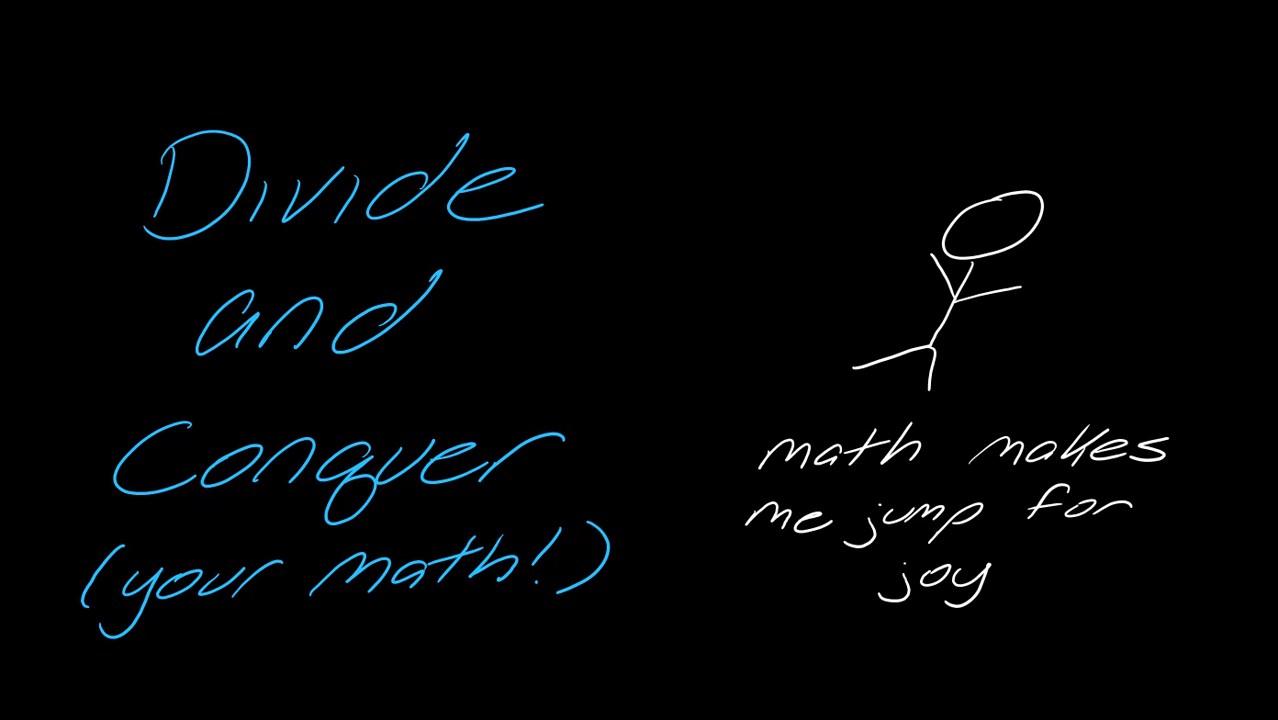 Divide
and
Conquer
(your math!)
math makes
me jump for
joy